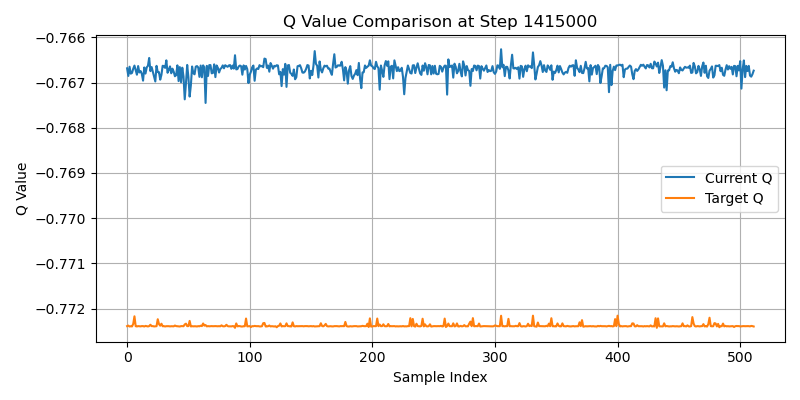 Q Value Comparison at Step 1415000
−0.766
−0.767
−0.768
−0.769
−0.770
−0.771
−0.772
Q Value
Current Q
Target Q
0 100 200 300 400 500
Sample Index